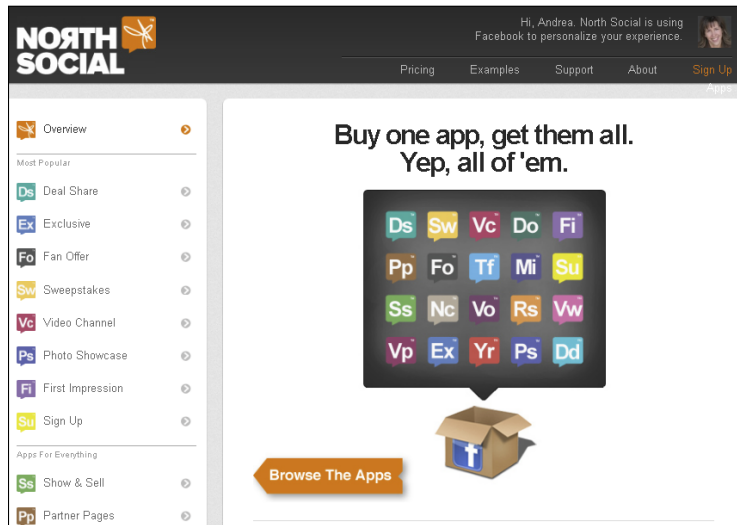 NOЯTH
SOCIAL
Hi, Andrea. North Social is using
Facebook to personalize your experience.
Pricing Examples Support About Sign Up
Apps
Overview
Most Popular
Ds Deal Share
Ex Exclusive
Fo Fan Offer
Sw Sweepstakes
Vc Video Channel
Ps Photo Showcase
Fi First Impression
Su Sign Up
Apps For Everything
Ss Show & Sell
Pp Partner Pages
Buy one app, get them all.
Yep, all of 'em.
Ds Sw Vc Do Fi
Pp Fo Tf Mi Su
Ss Nc Vo Rs Vw
Vp Ex Yr Ps Dd
f
Browse The Apps